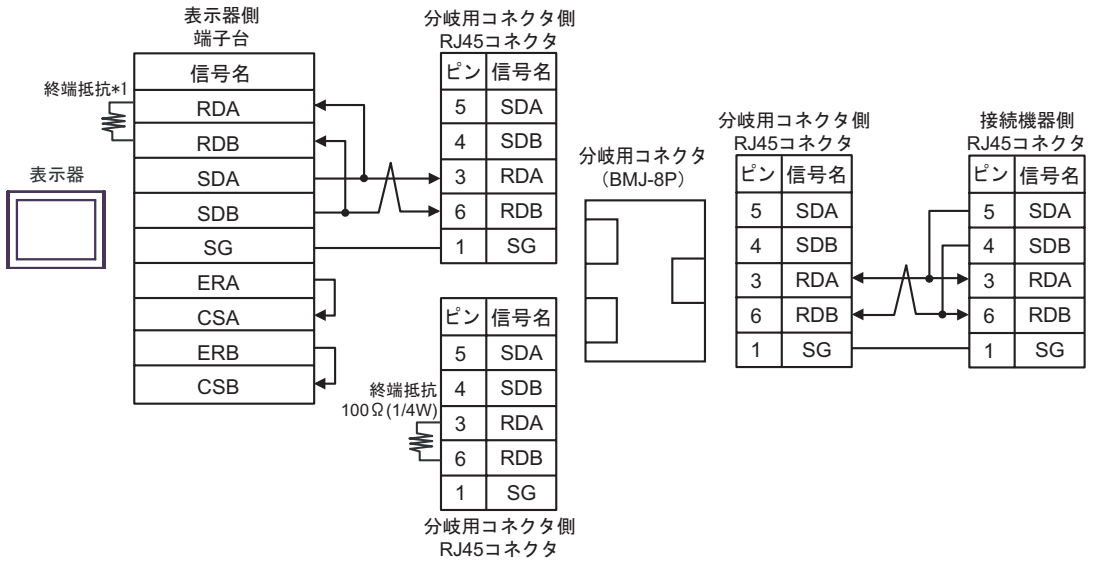 表示器側
端子台
信号名
終端抵抗*1
RDA
RDB
SDA
SDB
SG
ERA
CSA
ERB
CSB
表示器
分岐用コネクタ側
RJ45コネクタ
ピン 信号名
5 SDA
4 SDB
3 RDA
6 RDB
1 SG
ピン 信号名
5 SDA
4 SDB
3 RDA
6 RDB
1 SG
終端抵抗
100Ω(1/4W)
分岐用コネクタ側
RJ45コネクタ
分岐用コネクタ
（BMJ-8P）
分岐用コネクタ側
RJ45コネクタ
ピン 信号名
5 SDA
4 SDB
3 RDA
6 RDB
1 SG
接続機器側
RJ45コネクタ
ピン 信号名
5 SDA
4 SDB
3 RDA
6 RDB
1 SG